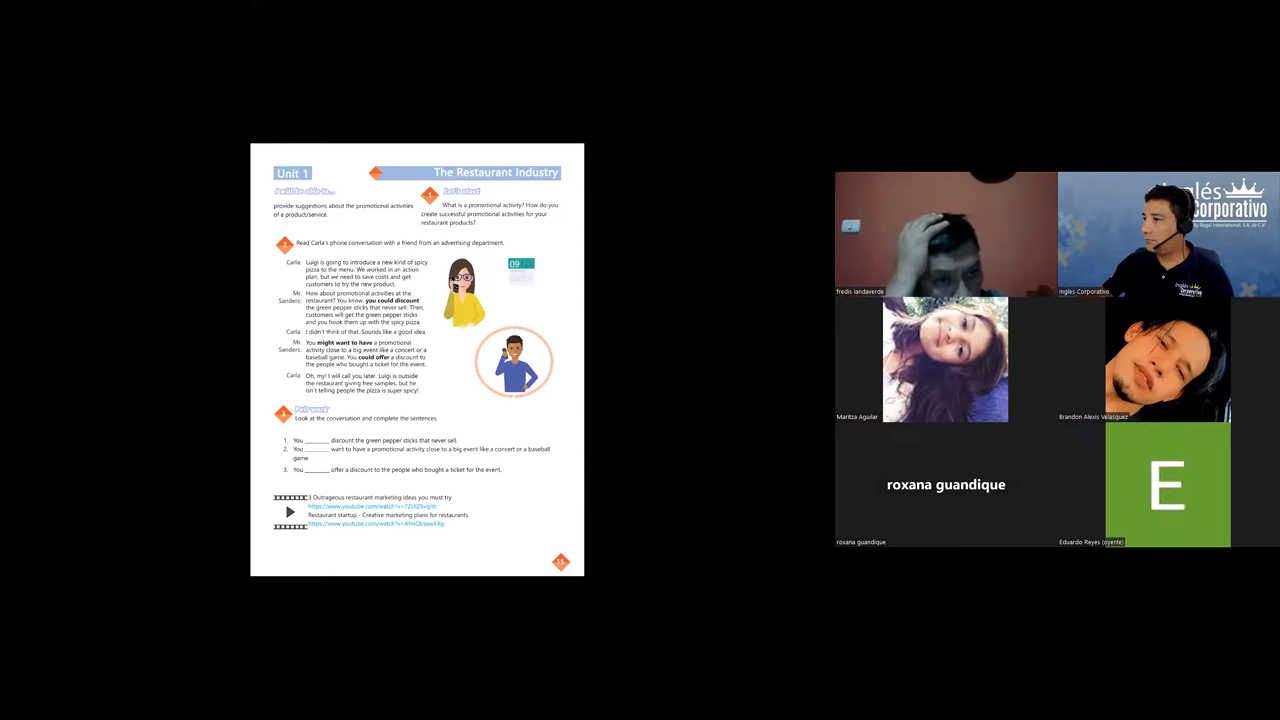 Unit 1
The Restaurant Industry
I will be able to...
provide suggestions about the promotional activities
of a product/service.
1
Let's start
What is a promotional activity? How do you
create successful promotional activities for your
restaurant products?
2
Read Carla's phone conversation with a friend from an advertising department.
Carla: Luigi is going to introduce a new kind of spicy
pizza to the menu. We worked in an action
plan, but we need to save costs and get
customers to try the new product.
Mr. How about promotional activities at the
Sanders: restaurant? You know, you could discount
the green pepper sticks that never sell. Then,
customers will get the green pepper sticks
and you hook them up with the spicy pizza.
Carla: I didn't think of that. Sounds like a good idea.
Mr. You might want to have a promotional
Sanders: activity close to a big event like a concert or a
baseball game. You could offer a discount to
the people who bought a ticket for the event.
Carla: Oh, my! I will call you later. Luigi is outside
the restaurant giving free samples, but he
isn't telling people the pizza is super spicy!
09
3
Pair work
Look at the conversation and complete the sentences.
1. You ________ discount the green pepper sticks that never sell.
2. You ________ want to have a promotional activity close to a big event like a concert or a baseball
game.
3. You ________ offer a discount to the people who bought a ticket for the event.
3 Outrageous restaurant marketing ideas you must try
Restaurant startup - Creative marketing plans for restaurants
15
fredis landaverde
Inglés
Corporativo
By Regal International, S.A. de C.V
Ingles Corporativo
Maritza Aguilar
Brandon Alexis Velasquez
roxana guandique
roxana guandique
E
Eduardo Reyes (oyente)